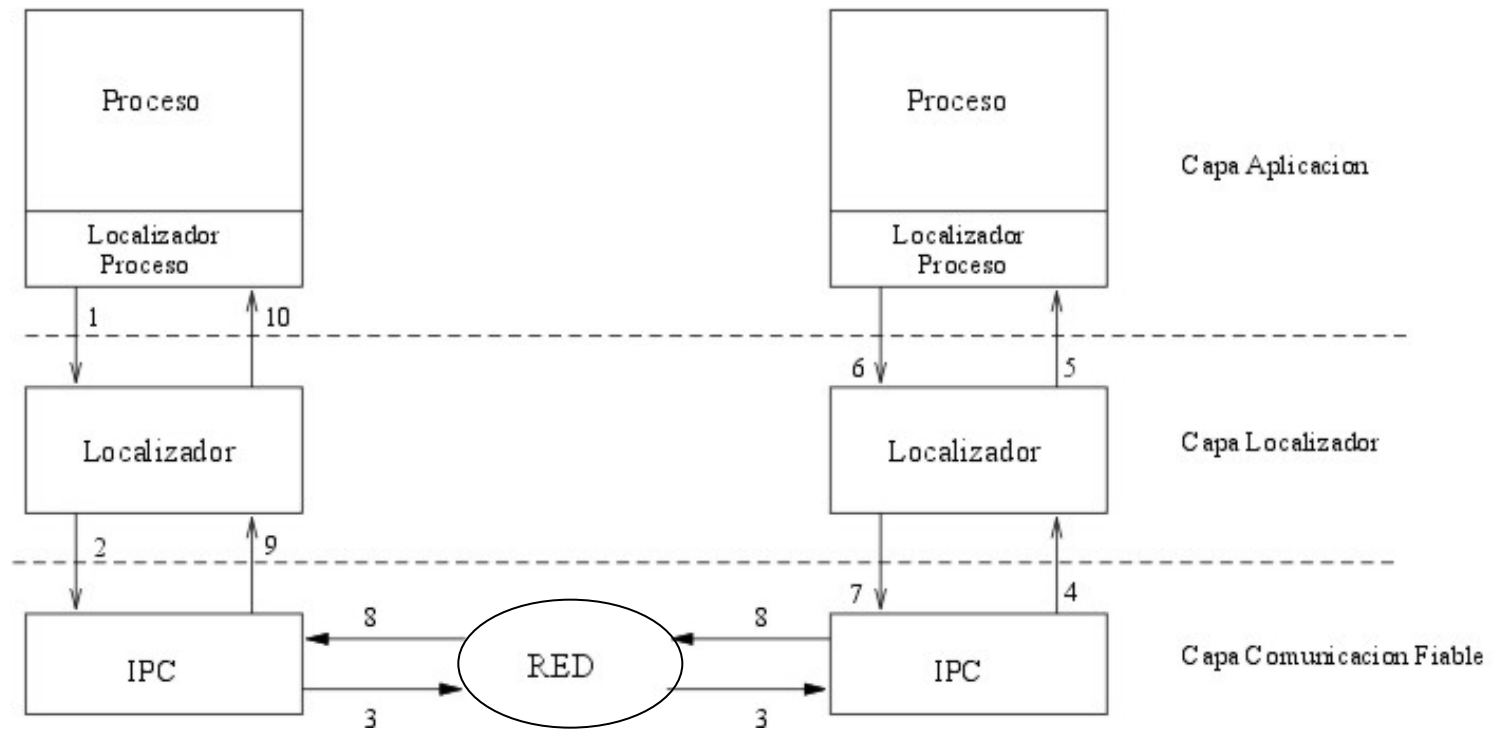 Proceso
Proceso
Capa Aplicacion
Localizador
Proceso
Localizador
Proceso
1
10
6
5
Localizador
Localizador
Capa Localizador
2
9
7
4
8
8
IPC
RED
IPC
Capa Comunicacion Fiable
3
3